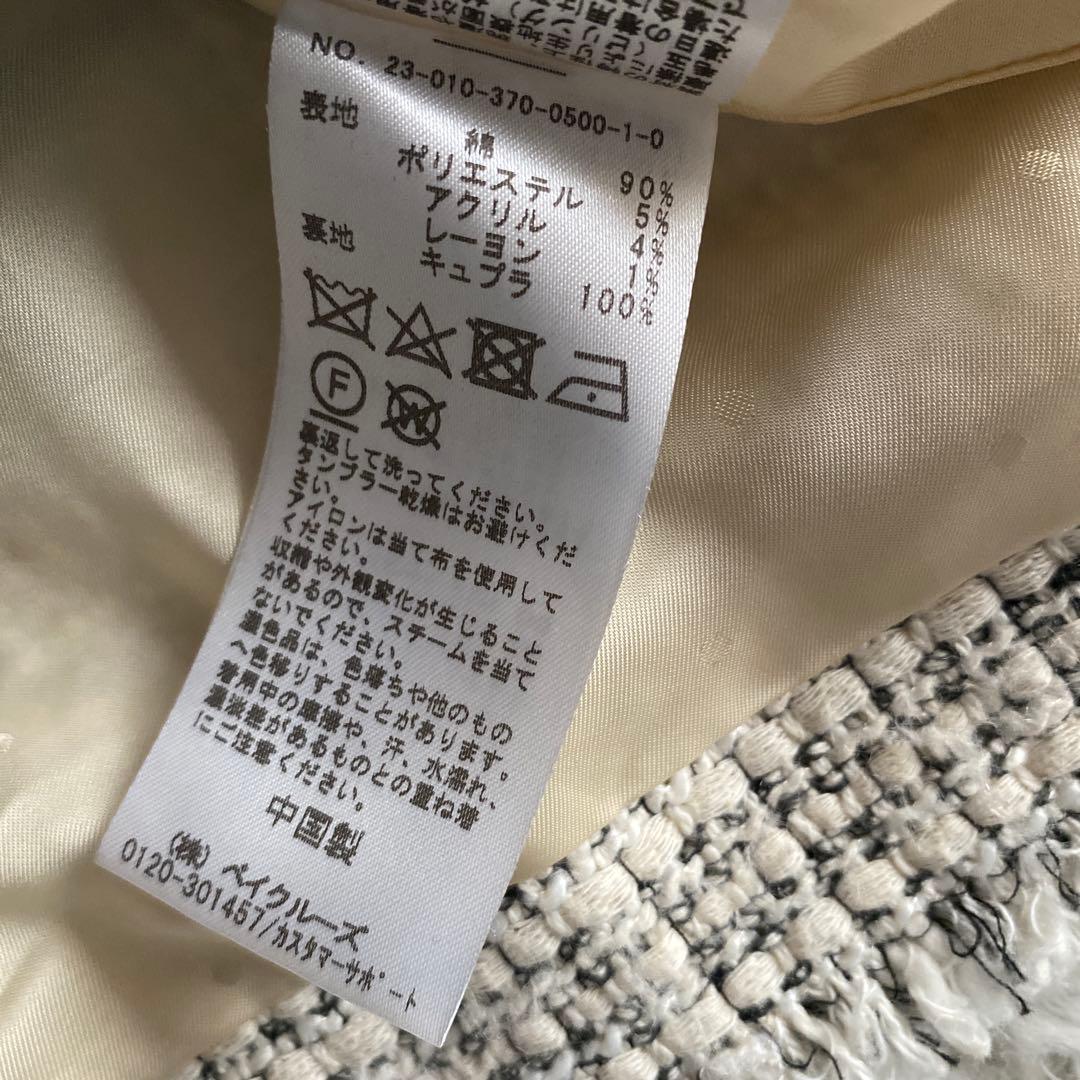 NO. 23-010-370-0500-1-0
表地
綿 90%
ポリエステル 5%
アクリル 4%
レーヨン 1%
裏地 キュプラ 100%
F
W
裏返して洗ってください。
タンブラー乾燥はお避けくだ
さい。
アイロンは当て布を使用して
ください。
収縮や外観変化が生じること
があるので、スチームを当て
ないでください。
濃色品は、色落ちや他のもの
へ色移りすることがあります。
着用中の摩擦や、汗、水濡れ、
濃淡差があるものとの重ね着
にご注意ください。
中国製
(株) ベイクルーズ
0120-301457/カスタマーサポート